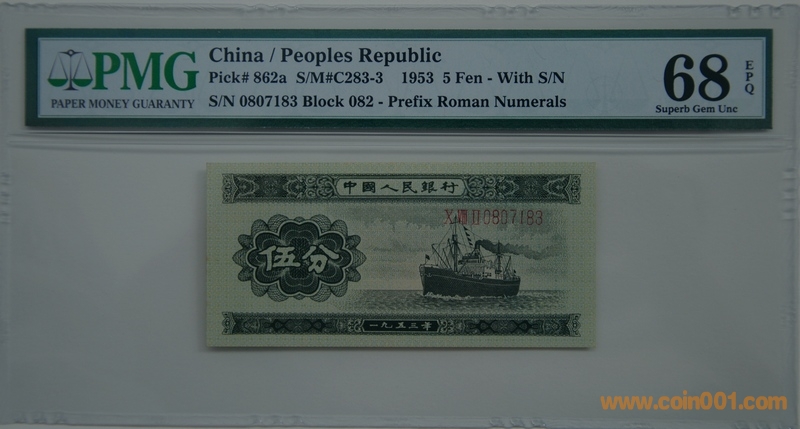 PMG
PAPER MONEY GUARANTY
China / Peoples Republic
Pick# 862a S/M#C283-3 1953 5 Fen - With S/N
S/N 0807183 Block 082 - Prefix Roman Numerals
68
EPQ
Superb Gem Unc
中國人民銀行
X VIII II 0807183
伍分
一九五三年
www.coin001.com